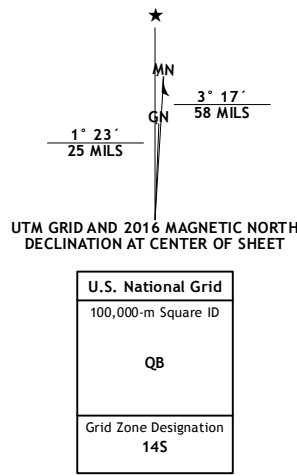 MN
3° 17´
58 MILS
GN
1° 23´
25 MILS
UTM GRID AND 2016 MAGNETIC NORTH
DECLINATION AT CENTER OF SHEET
U.S. National Grid
100,000-m Square ID
QB
Grid Zone Designation
14S